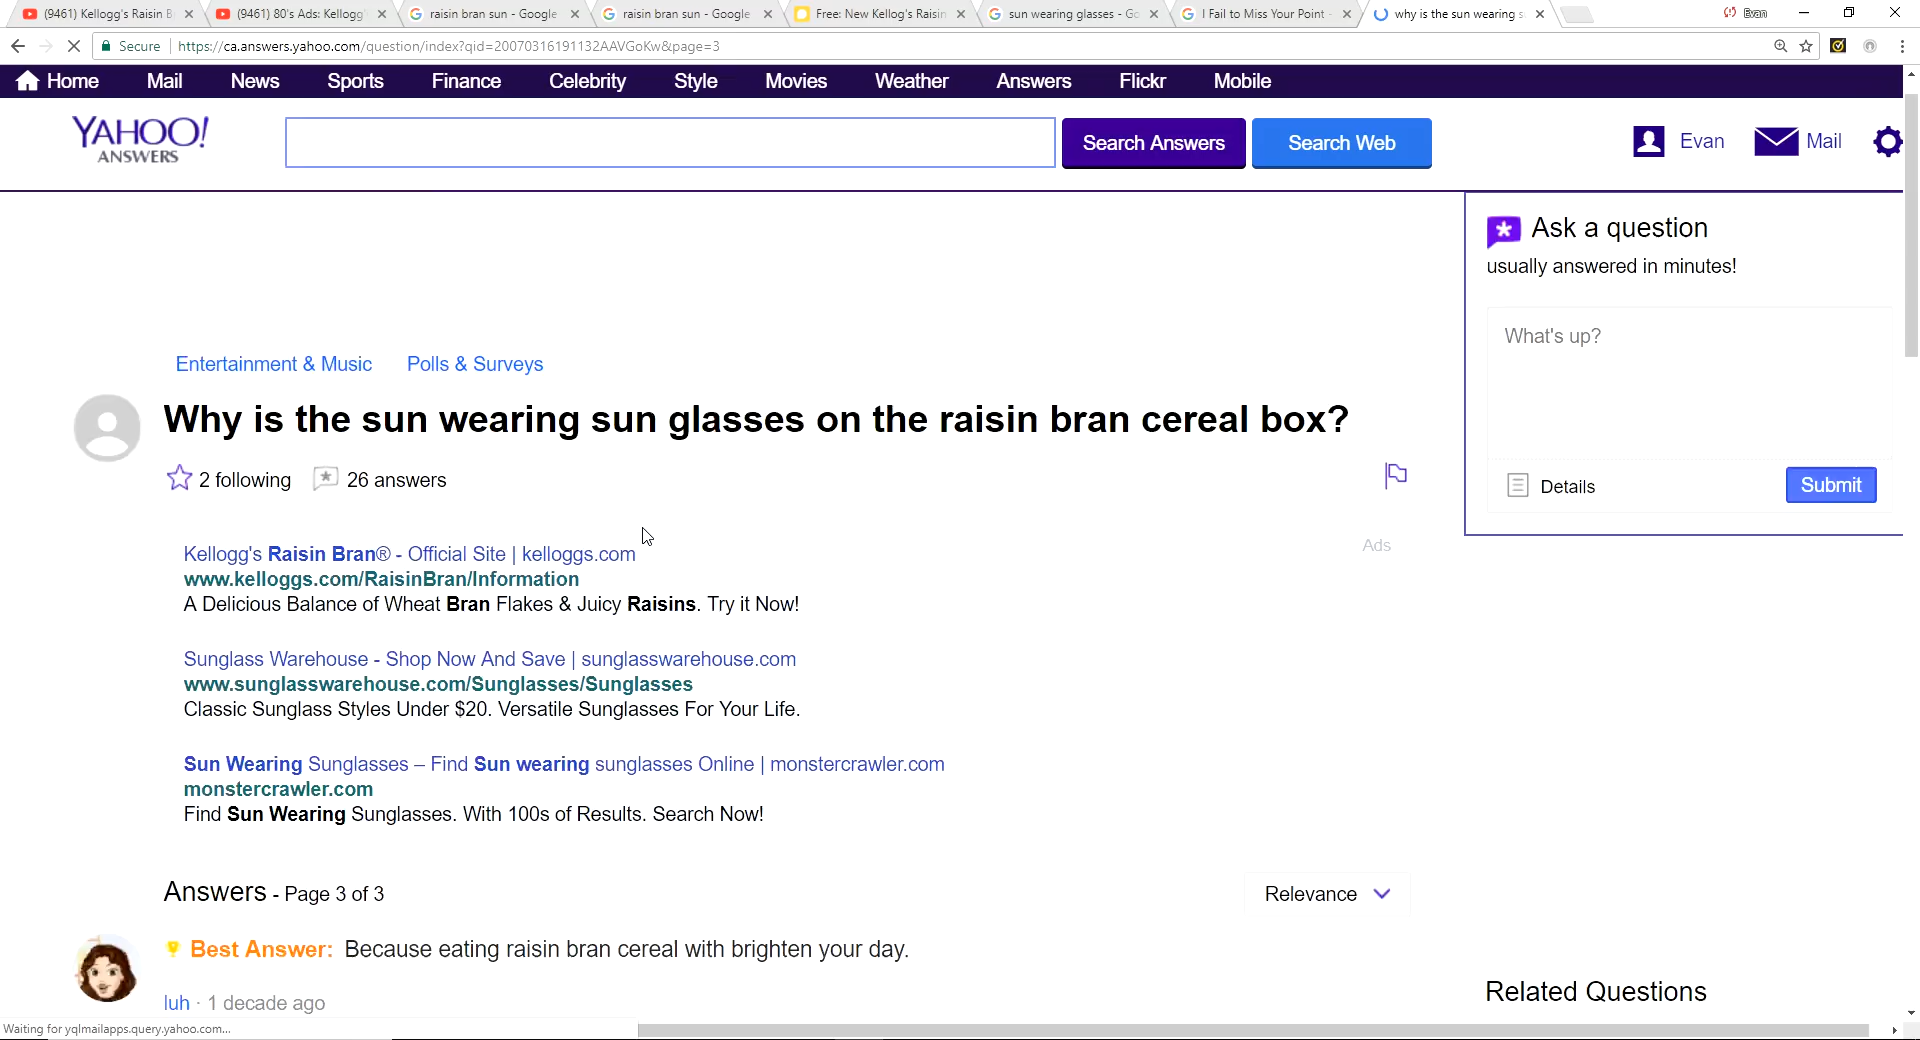 (9461) Kellogg's Raisin B
(9461) 80's Ads: Kellogg'
raisin bran sun - Google
raisin bran sun - Google
Free: New Kellog's Raisin
sun wearing glasses - Go
I Fail to Miss Your Point -
why is the sun wearing s
Evan
Secure
https://ca.answers.yahoo.com/question/index?qid=20070316191132AAVGoKw&page=3
Home Mail News Sports Finance Celebrity Style Movies Weather Answers Flickr Mobile
YAHOO!
ANSWERS
Search Answers
Search Web
Evan
Mail
Ask a question
usually answered in minutes!
What's up?
Details
Submit
Entertainment & Music Polls & Surveys
Why is the sun wearing sun glasses on the raisin bran cereal box?
2 following 26 answers
Ads
Kellogg's Raisin Bran® - Official Site | kelloggs.com
www.kelloggs.com/RaisinBran/Information
A Delicious Balance of Wheat Bran Flakes & Juicy Raisins. Try it Now!
Sunglass Warehouse - Shop Now And Save | sunglasswarehouse.com
www.sunglasswarehouse.com/Sunglasses/Sunglasses
Classic Sunglass Styles Under $20. Versatile Sunglasses For Your Life.
Sun Wearing Sunglasses – Find Sun wearing sunglasses Online | monstercrawler.com
monstercrawler.com
Find Sun Wearing Sunglasses. With 100s of Results. Search Now!
Answers - Page 3 of 3
Relevance
Best Answer: Because eating raisin bran cereal with brighten your day.
luh · 1 decade ago
Related Questions
Waiting for yqlmailapps.query.yahoo.com...